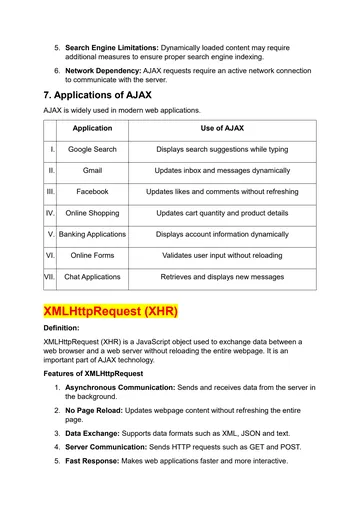 5. Search Engine Limitations: Dynamically loaded content may require
additional measures to ensure proper search engine indexing.
6. Network Dependency: AJAX requests require an active network connection
to communicate with the server.
7. Applications of AJAX
AJAX is widely used in modern web applications.
Application Use of AJAX
I. Google Search Displays search suggestions while typing
II. Gmail Updates inbox and messages dynamically
III. Facebook Updates likes and comments without refreshing
IV. Online Shopping Updates cart quantity and product details
V. Banking Applications Displays account information dynamically
VI. Online Forms Validates user input without reloading
VII. Chat Applications Retrieves and displays new messages
XMLHttpRequest (XHR)
Definition:
XMLHttpRequest (XHR) is a JavaScript object used to exchange data between a
web browser and a web server without reloading the entire webpage. It is an
important part of AJAX technology.
Features of XMLHttpRequest
1. Asynchronous Communication: Sends and receives data from the server in
the background.
2. No Page Reload: Updates webpage content without refreshing the entire
page.
3. Data Exchange: Supports data formats such as XML, JSON and text.
4. Server Communication: Sends HTTP requests such as GET and POST.
5. Fast Response: Makes web applications faster and more interactive.